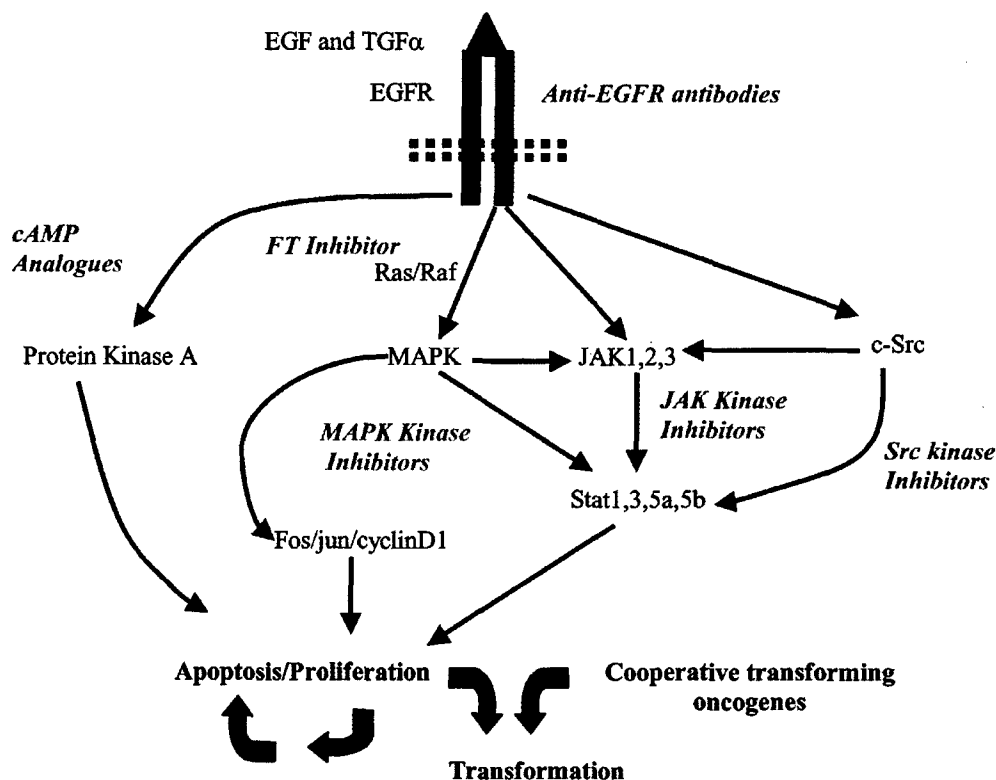 EGF and TGFα
EGFR
Anti-EGFR antibodies
cAMP
Analogues
FT Inhibitor
Ras/Raf
Protein Kinase A
MAPK
JAK1,2,3
c-Src
MAPK Kinase
Inhibitors
JAK Kinase
Inhibitors
Src kinase
Inhibitors
Stat1,3,5a,5b
Fos/jun/cyclinD1
Apoptosis/Proliferation
Cooperative transforming
oncogenes
Transformation